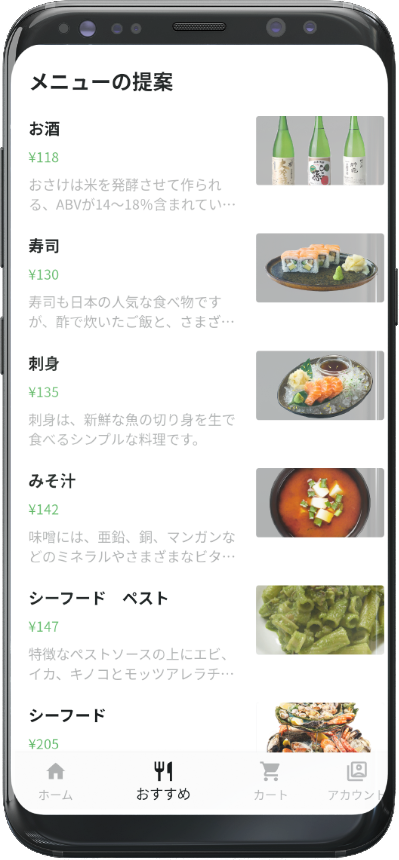 メニューの提案
お酒
¥118
おさけは米を発酵させて作られ
る、ABVが14〜18%含まれてい…
寿司
¥130
寿司も日本の人気な食べ物です
が、酢で炊いたご飯と、さまざ…
刺身
¥135
刺身は、新鮮な魚の切り身を生で
食べるシンプルな料理です。
みそ汁
¥142
味噌には、亜鉛、銅、マンガンな
どのミネラルやさまざまなビタ…
シーフード　ペスト
¥147
特徴なペストソースの上にエビ、
イカ、キノコとモッツアレラチ…
シーフード
¥205
ホーム
おすすめ
カート
アカウント